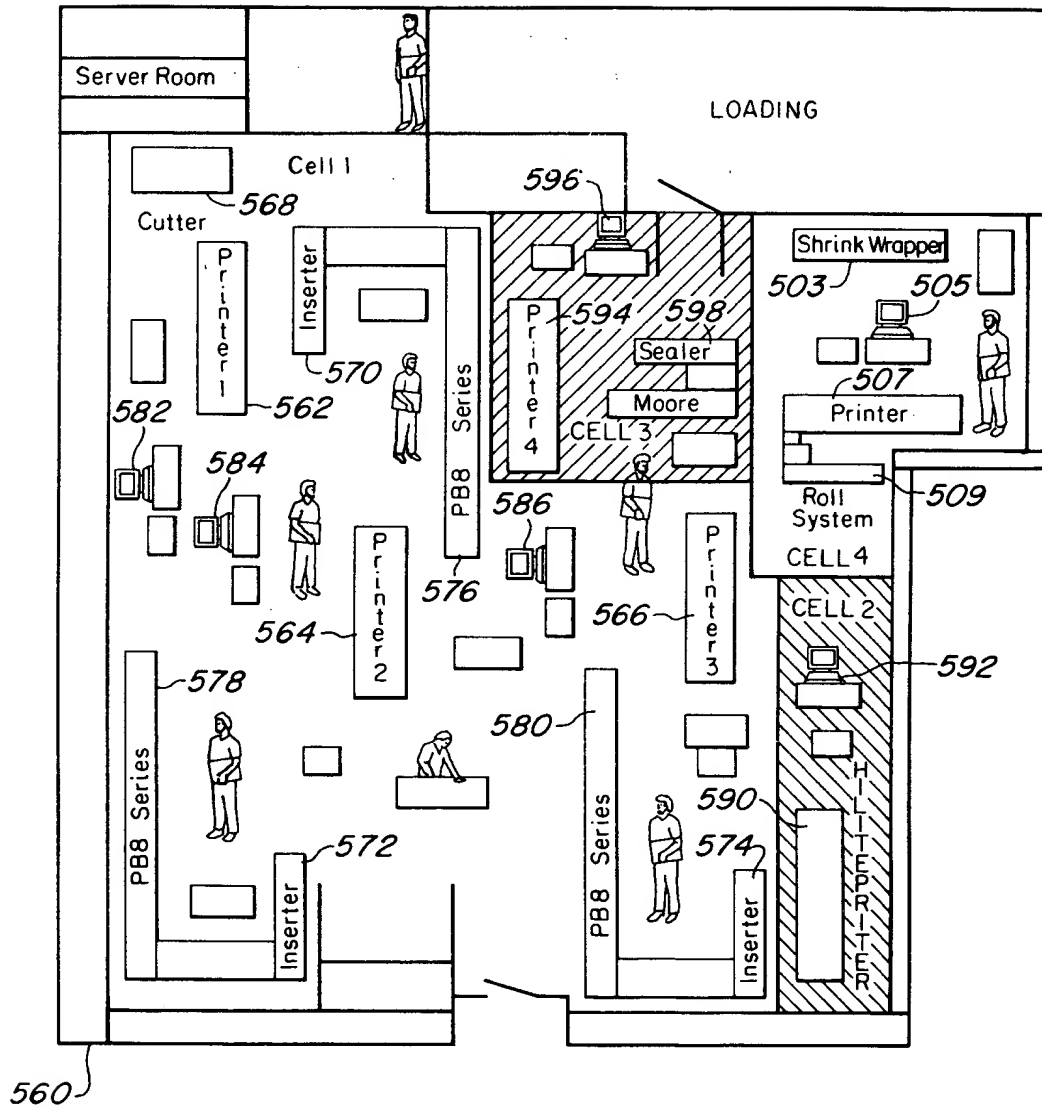 Server Room
LOADING
Cell 1
596
568
Cutter
Shrink Wrapper
503
505
Inserter
Printer 1
594
598
Sealer
570
562
Printer 4
507
Moore
Printer
582
CELL 3
PB8 Series
584
509
586
Roll
System
CELL 4
576
Printer 2
Printer 3
564
566
CELL 2
578
592
580
HILITEPRITER
590
PB8 Series
572
574
PB8 Series
Inserter
Inserter
560